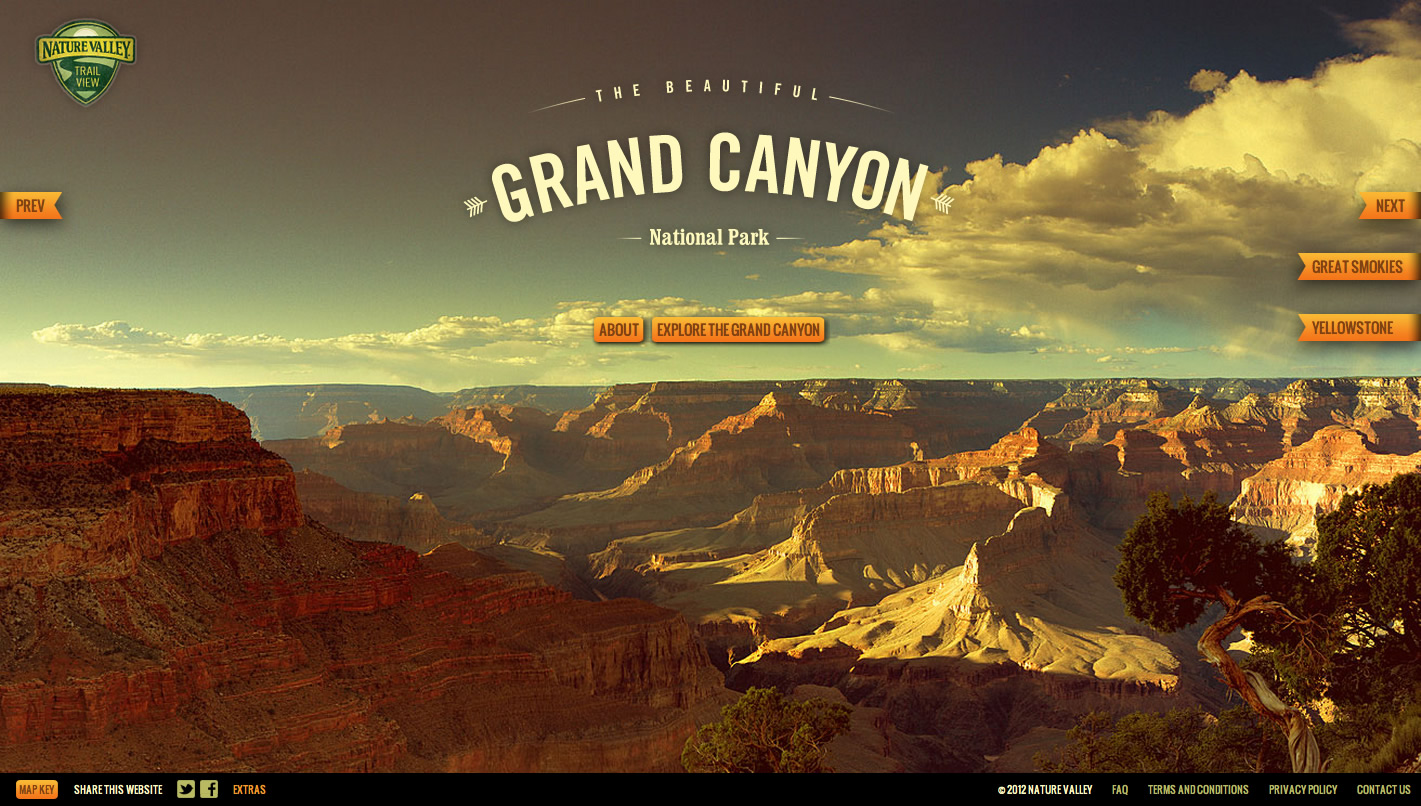 NATURE VALLEY
TRAIL
VIEW
THE BEAUTIFUL
GRAND CANYON
National Park
PREV
NEXT
GREAT SMOKIES
YELLOWSTONE
ABOUT
EXPLORE THE GRAND CANYON
MAP KEY
SHARE THIS WEBSITE
EXTRAS
© 2012 NATURE VALLEY
FAQ
TERMS AND CONDITIONS
PRIVACY POLICY
CONTACT US